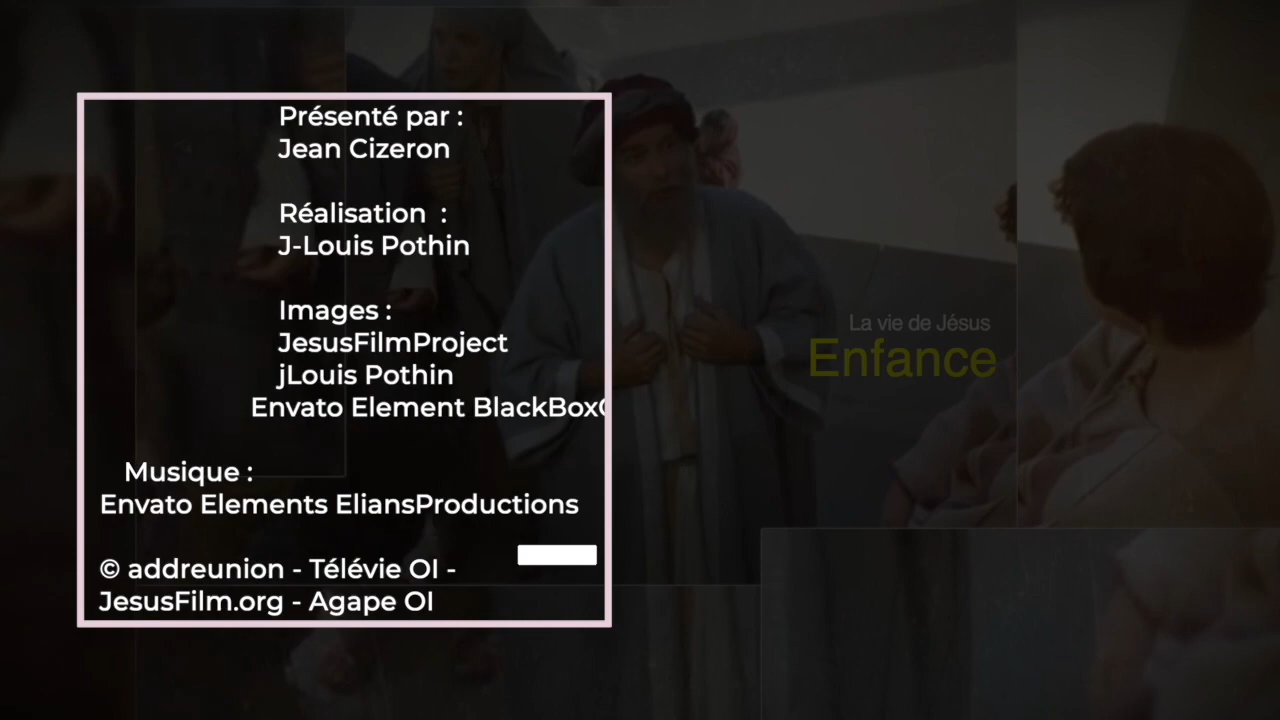 Présenté par :
Jean Cizeron
Réalisation :
J-Louis Pothin
Images :
JesusFilmProject
jLouis Pothin
Envato Element
Musique :
Envato Elements EliansProductions
© addreunion - Télévie OI -
JesusFilm.org - Agape OI
La vie de Jésus
Enfance